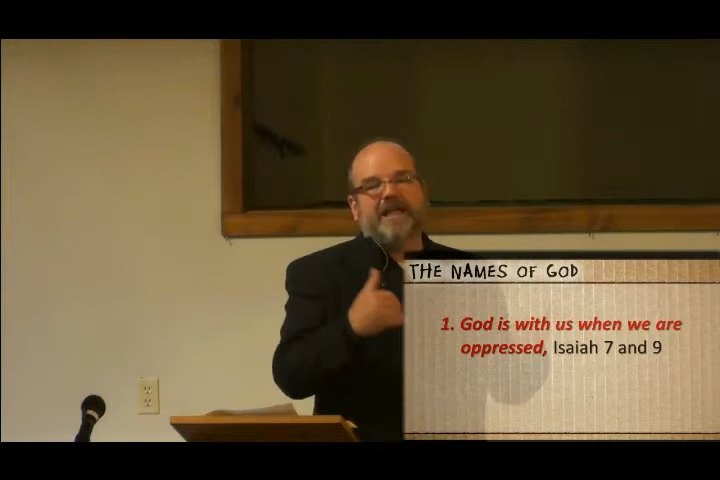 THE NAMES OF GOD
1. God is with us when we are
oppressed, Isaiah 7 and 9